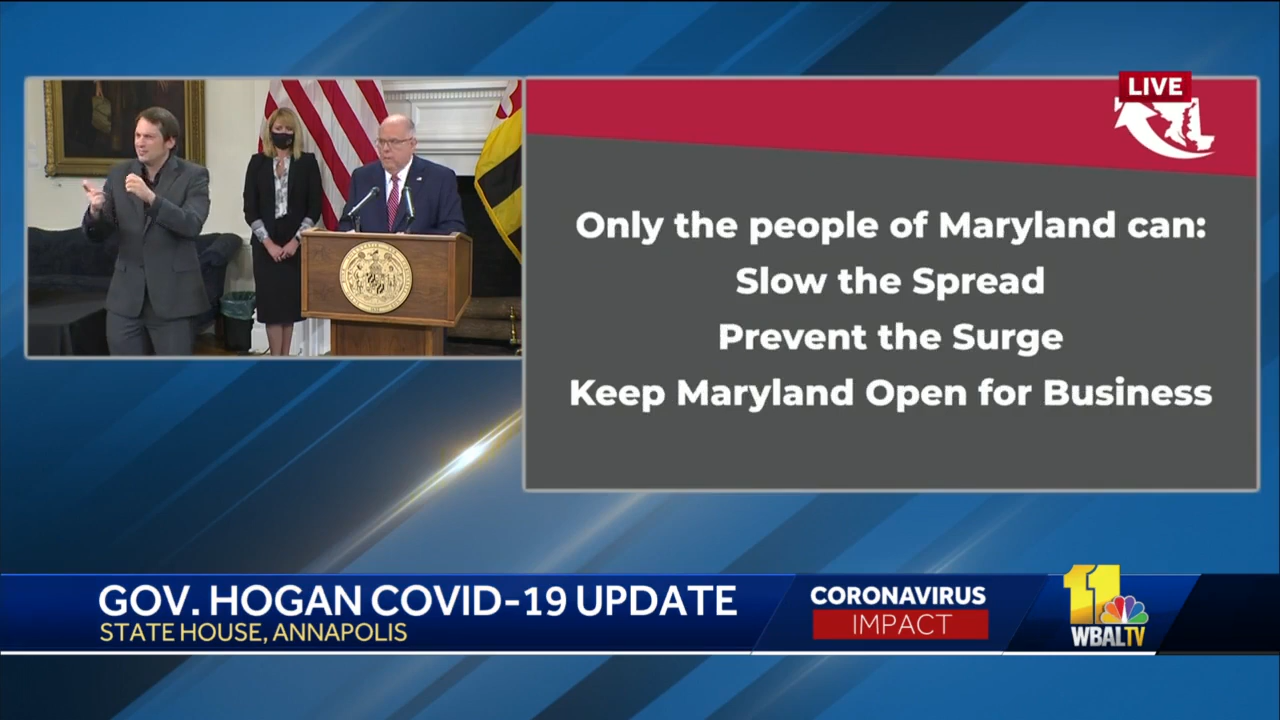 LIVE
Only the people of Maryland can:
Slow the Spread
Prevent the Surge
Keep Maryland Open for Business
GOV. HOGAN COVID-19 UPDATE
STATE HOUSE, ANNAPOLIS
CORONAVIRUS
IMPACT
1
WBALTV